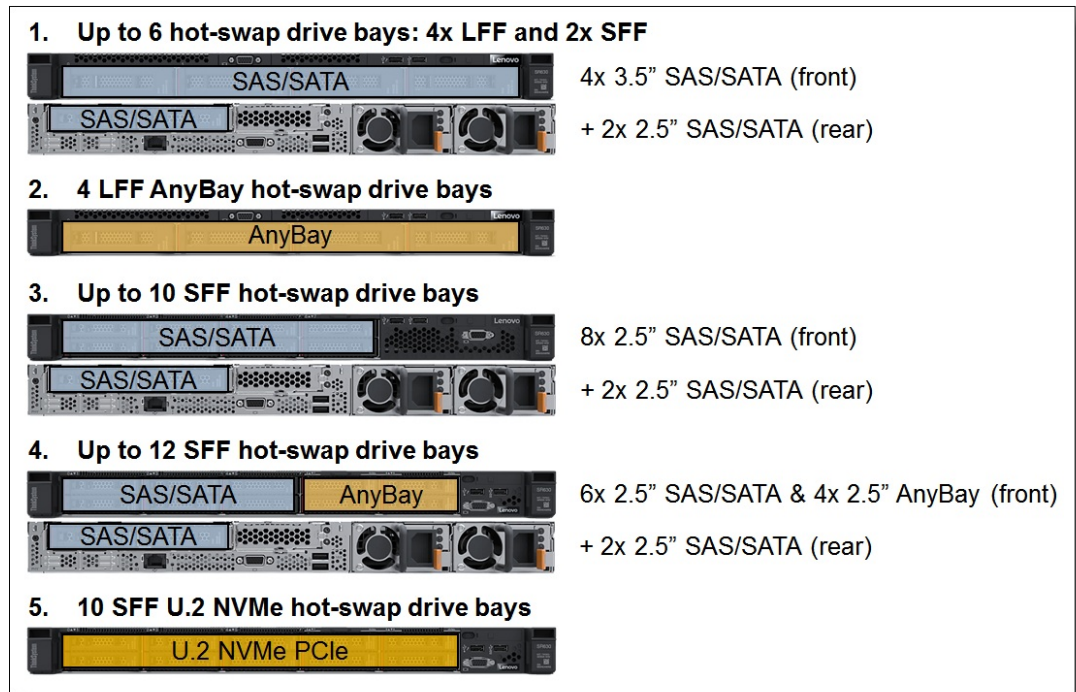 1. Up to 6 hot-swap drive bays: 4x LFF and 2x SFF
Lenovo
SAS/SATA
4x 3.5” SAS/SATA (front)
SAS/SATA
+ 2x 2.5” SAS/SATA (rear)
2. 4 LFF AnyBay hot-swap drive bays
Lenovo
AnyBay
3. Up to 10 SFF hot-swap drive bays
Lenovo
SAS/SATA
8x 2.5” SAS/SATA (front)
SAS/SATA
+ 2x 2.5” SAS/SATA (rear)
4. Up to 12 SFF hot-swap drive bays
SAS/SATA
AnyBay
6x 2.5” SAS/SATA & 4x 2.5” AnyBay (front)
Lenovo
SAS/SATA
+ 2x 2.5” SAS/SATA (rear)
5. 10 SFF U.2 NVMe hot-swap drive bays
U.2 NVMe PCIe
Lenovo